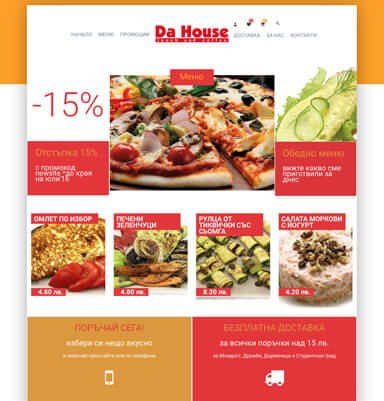 НАЧАЛО МЕНЮ ПРОМОЦИИ
Da House
lunch and coffee
ДОСТАВКА ЗА НАС КОНТАКТИ
Меню
-15%
Отстъпка 15%
с промокод
newsite *до края
на юли'16
Обедно меню
вижте какво сме
приготвили за
днес
ОМЛЕТ ПО ИЗБОР
4.80 лв.
ПЕЧЕНИ
ЗЕЛЕНЧУЦИ
4.80 лв.
РУЛЦА ОТ
ТИКВИЧКИ СЪС
СЬОМГА
8.30 лв.
САЛАТА МОРКОВИ
С ЙОГУРТ
4.20 лв.
ПОРЪЧАЙ СЕГА!
избери си нещо вкусно
и поръчай през сайта или по телефона
БЕЗПЛАТНА ДОСТАВКА
за всички поръчки над 15 лв.
за Младост, Дружба, Дървеница и Студентски град